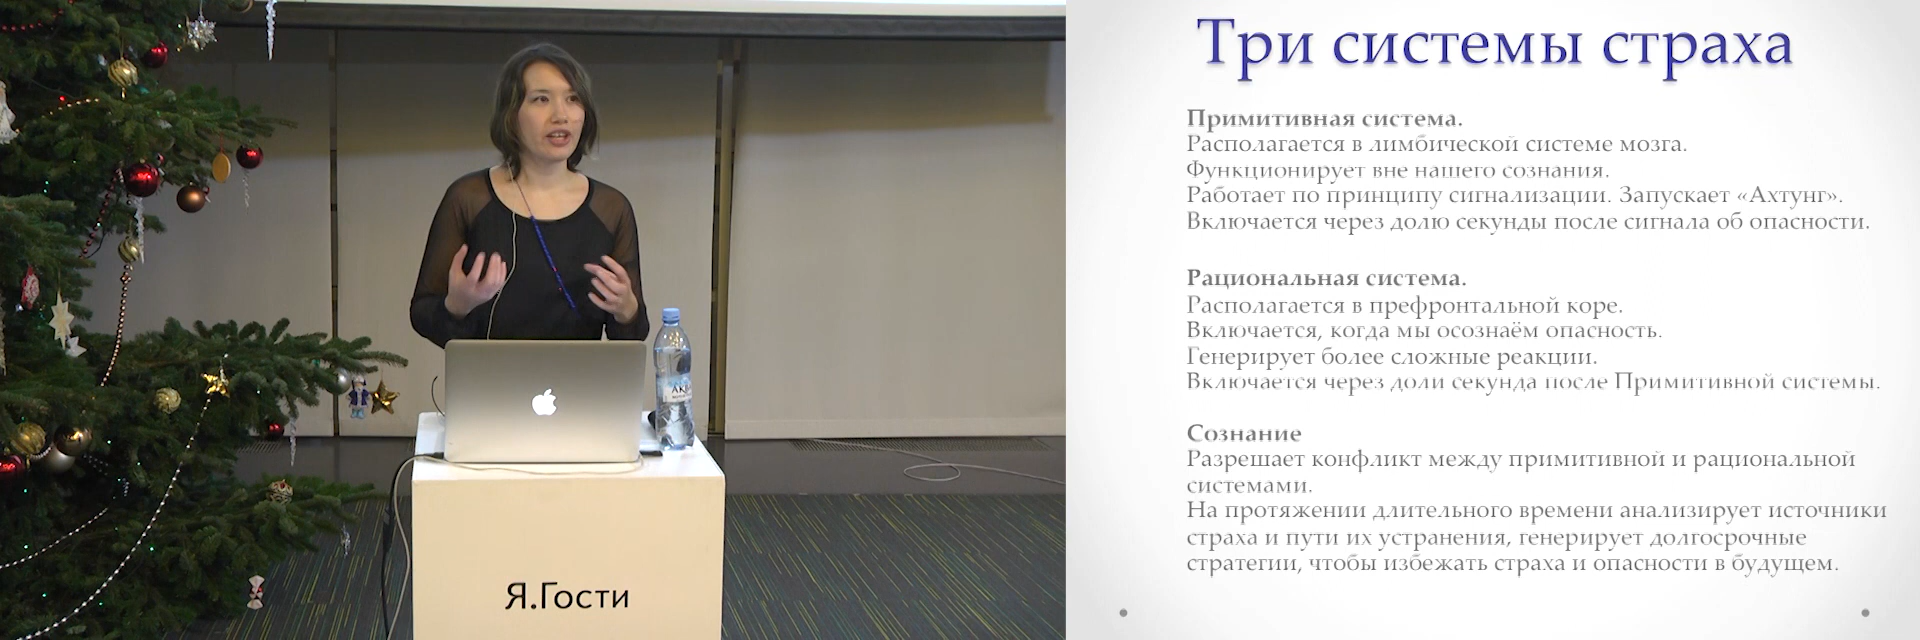 Три системы страха
Примитивная система.
Располагается в лимбической системе мозга.
Функционирует вне нашего сознания.
Работает по принципу сигнализации. Запускает «Ахтунг».
Включается через долю секунды после сигнала об опасности.
Рациональная система.
Располагается в префронтальной коре.
Включается, когда мы осознаём опасность.
Генерирует более сложные реакции.
Включается через доли секунда после Примитивной системы.
Сознание
Разрешает конфликт между примитивной и рациональной
системами.
На протяжении длительного времени анализирует источники
страха и пути их устранения, генерирует долгосрочные
стратегии, чтобы избежать страха и опасности в будущем.
Я.Гости